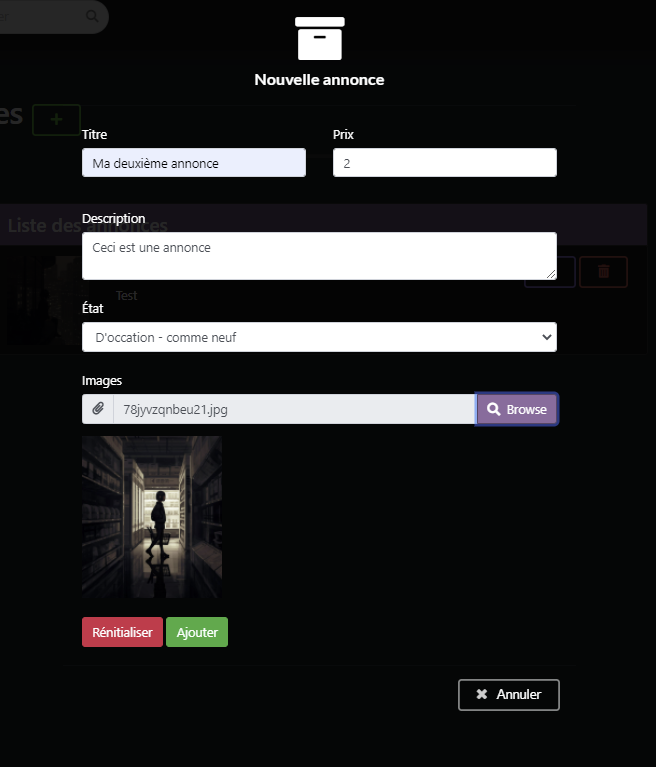 es
Nouvelle annonce
Titre
Prix
Ma deuxième annonce
2
Description
Liste des annonces
Ceci est une annonce
Test
État
D'occation - comme neuf
Images
78jyvzqnbeu21.jpg
Browse
Rénitialiser
Ajouter
Annuler